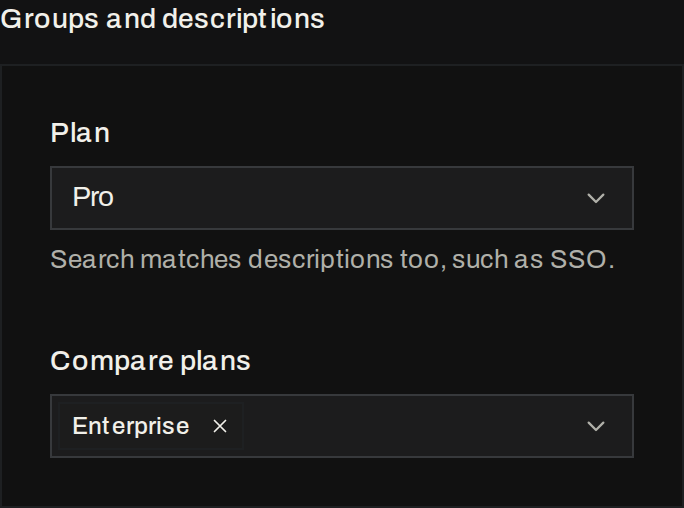 Groups and descriptions
Plan
Pro
Search matches descriptions too, such as SSO.
Compare plans
Enterprise